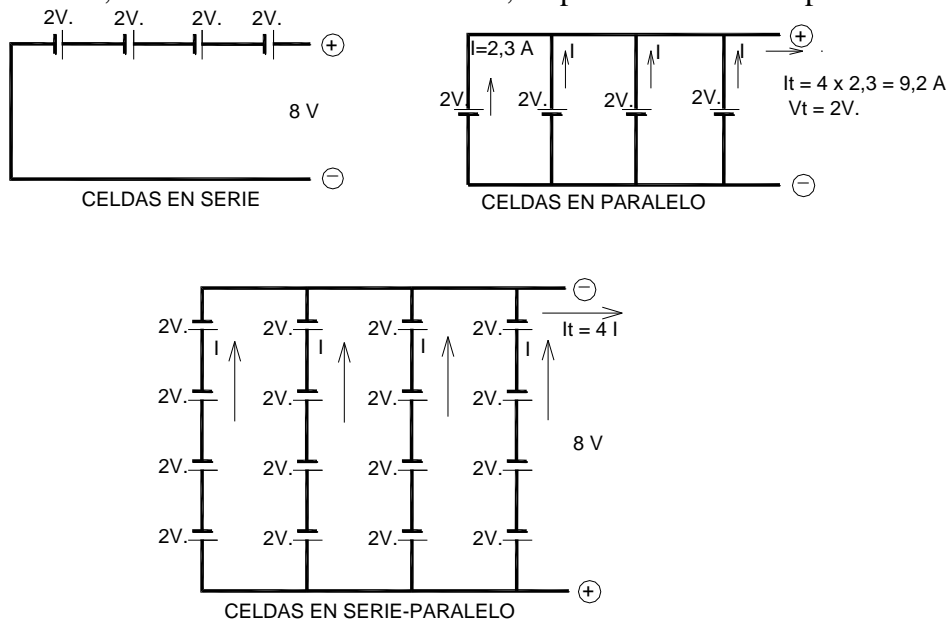 2V. 2V. 2V. 2V.
+
8 V
−
CELDAS EN SERIE
+
I=2,3 A I I I
It = 4 x 2,3 = 9,2 A
2V. 2V. 2V. 2V.
Vt = 2V.
−
CELDAS EN PARALELO
−
2V. 2V. 2V. 2V.
It = 4 I
I I I I
2V. 2V. 2V. 2V.
8 V
2V. 2V. 2V. 2V.
2V. 2V. 2V. 2V.
+
CELDAS EN SERIE-PARALELO